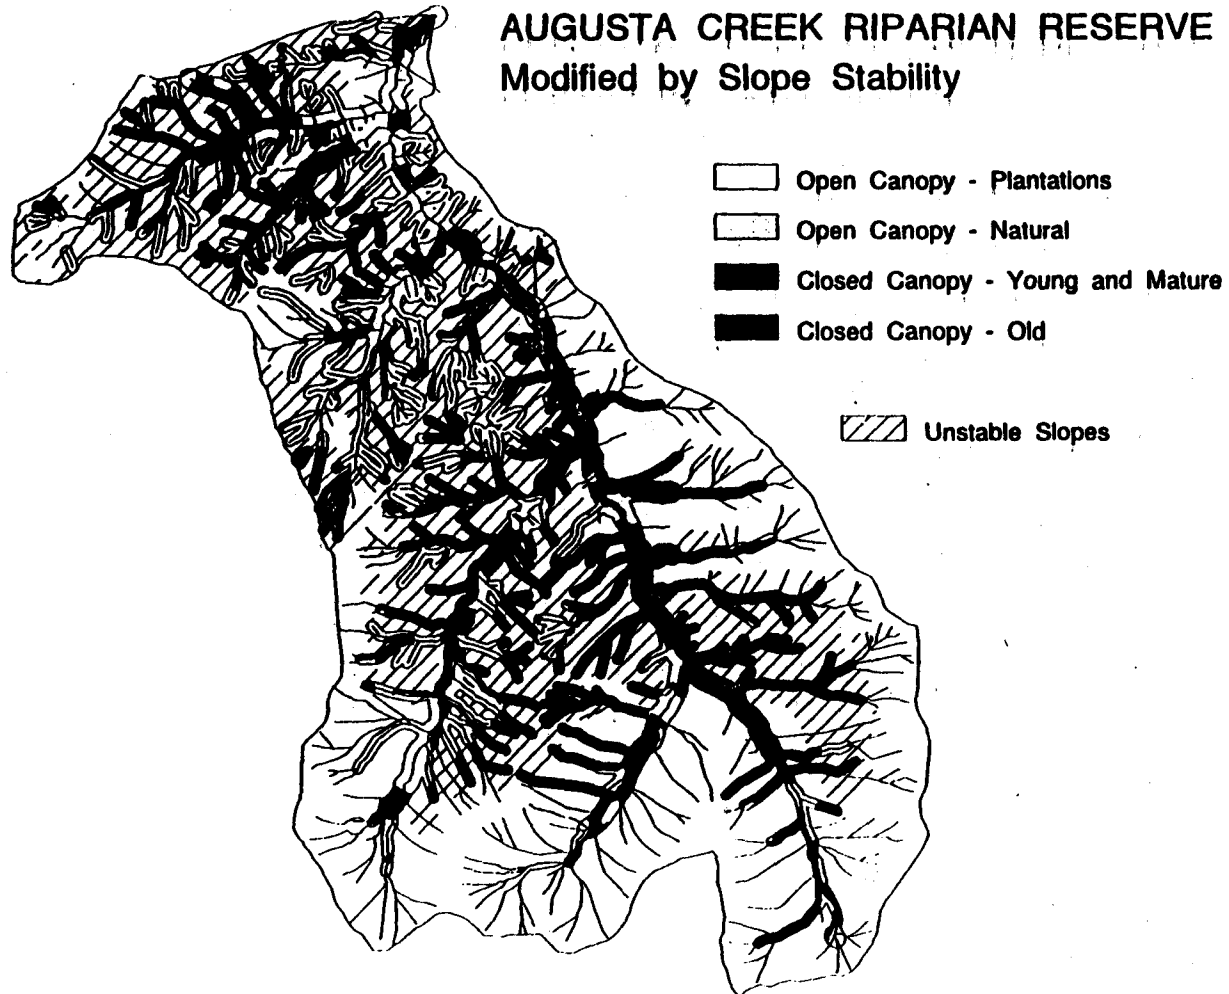 AUGUSTA CREEK RIPARIAN RESERVE
Modified by Slope Stability
Open Canopy - Plantations
Open Canopy - Natural
Closed Canopy - Young and Mature
Closed Canopy - Old
Unstable Slopes